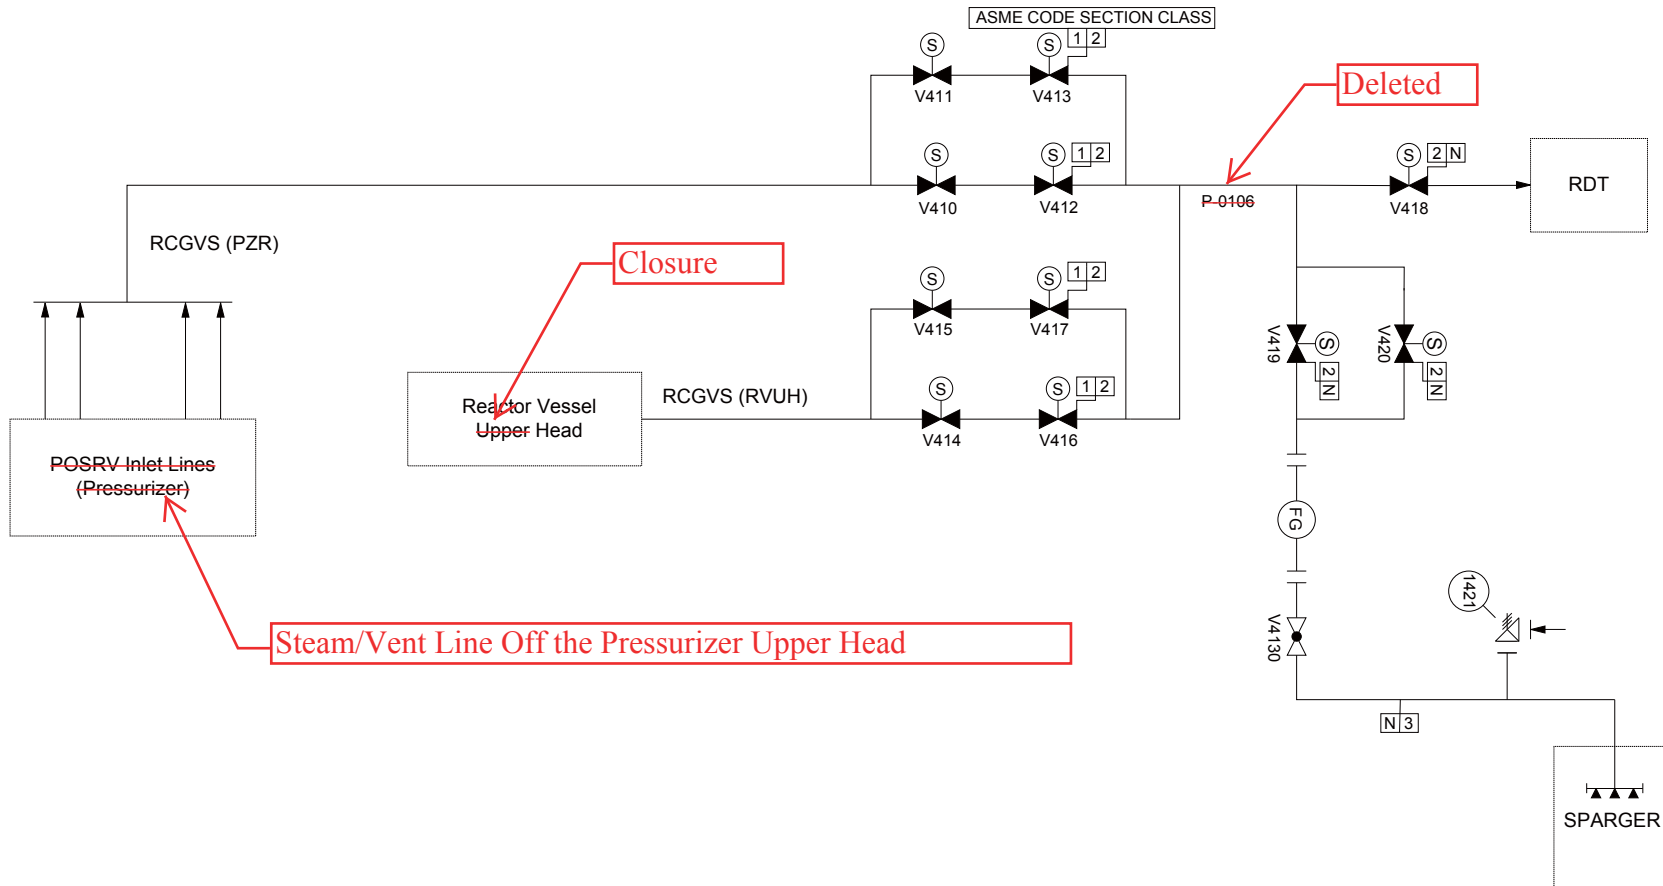 ASME CODE SECTION CLASS
S
S
1 2
V411
V413
Deleted
S
S
1 2
V410
V412
P-0106
S
2 N
V418
RDT
RCGVS (PZR)
Closure
S
S
1 2
V415
V417
V419
S
2 N
V420
S
2 N
Reactor Vessel
Upper Head
RCGVS (RVUH)
S
S
1 2
V414
V416
POSRV Inlet Lines
(Pressurizer)
FG
1421
Steam/Vent Line Off the Pressurizer Upper Head
V4130
N 3
SPARGER